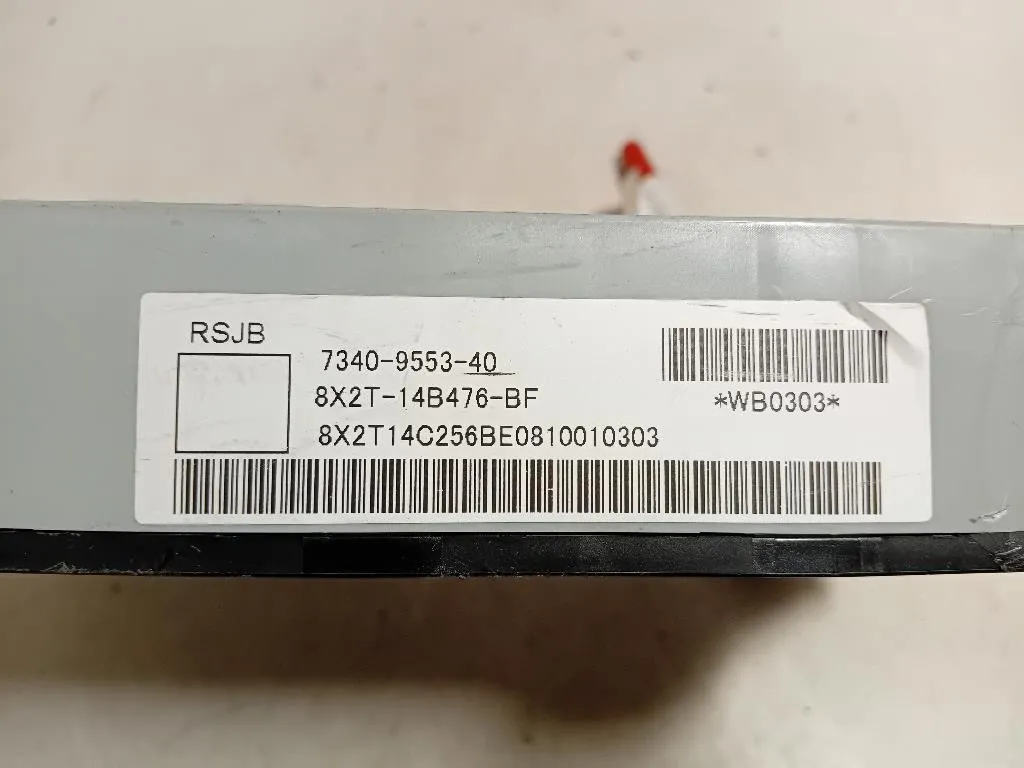 RSJB
7340-9553-40
8X2T-14B476-BF
8X2T14C256BE0810010303
*WB0303*